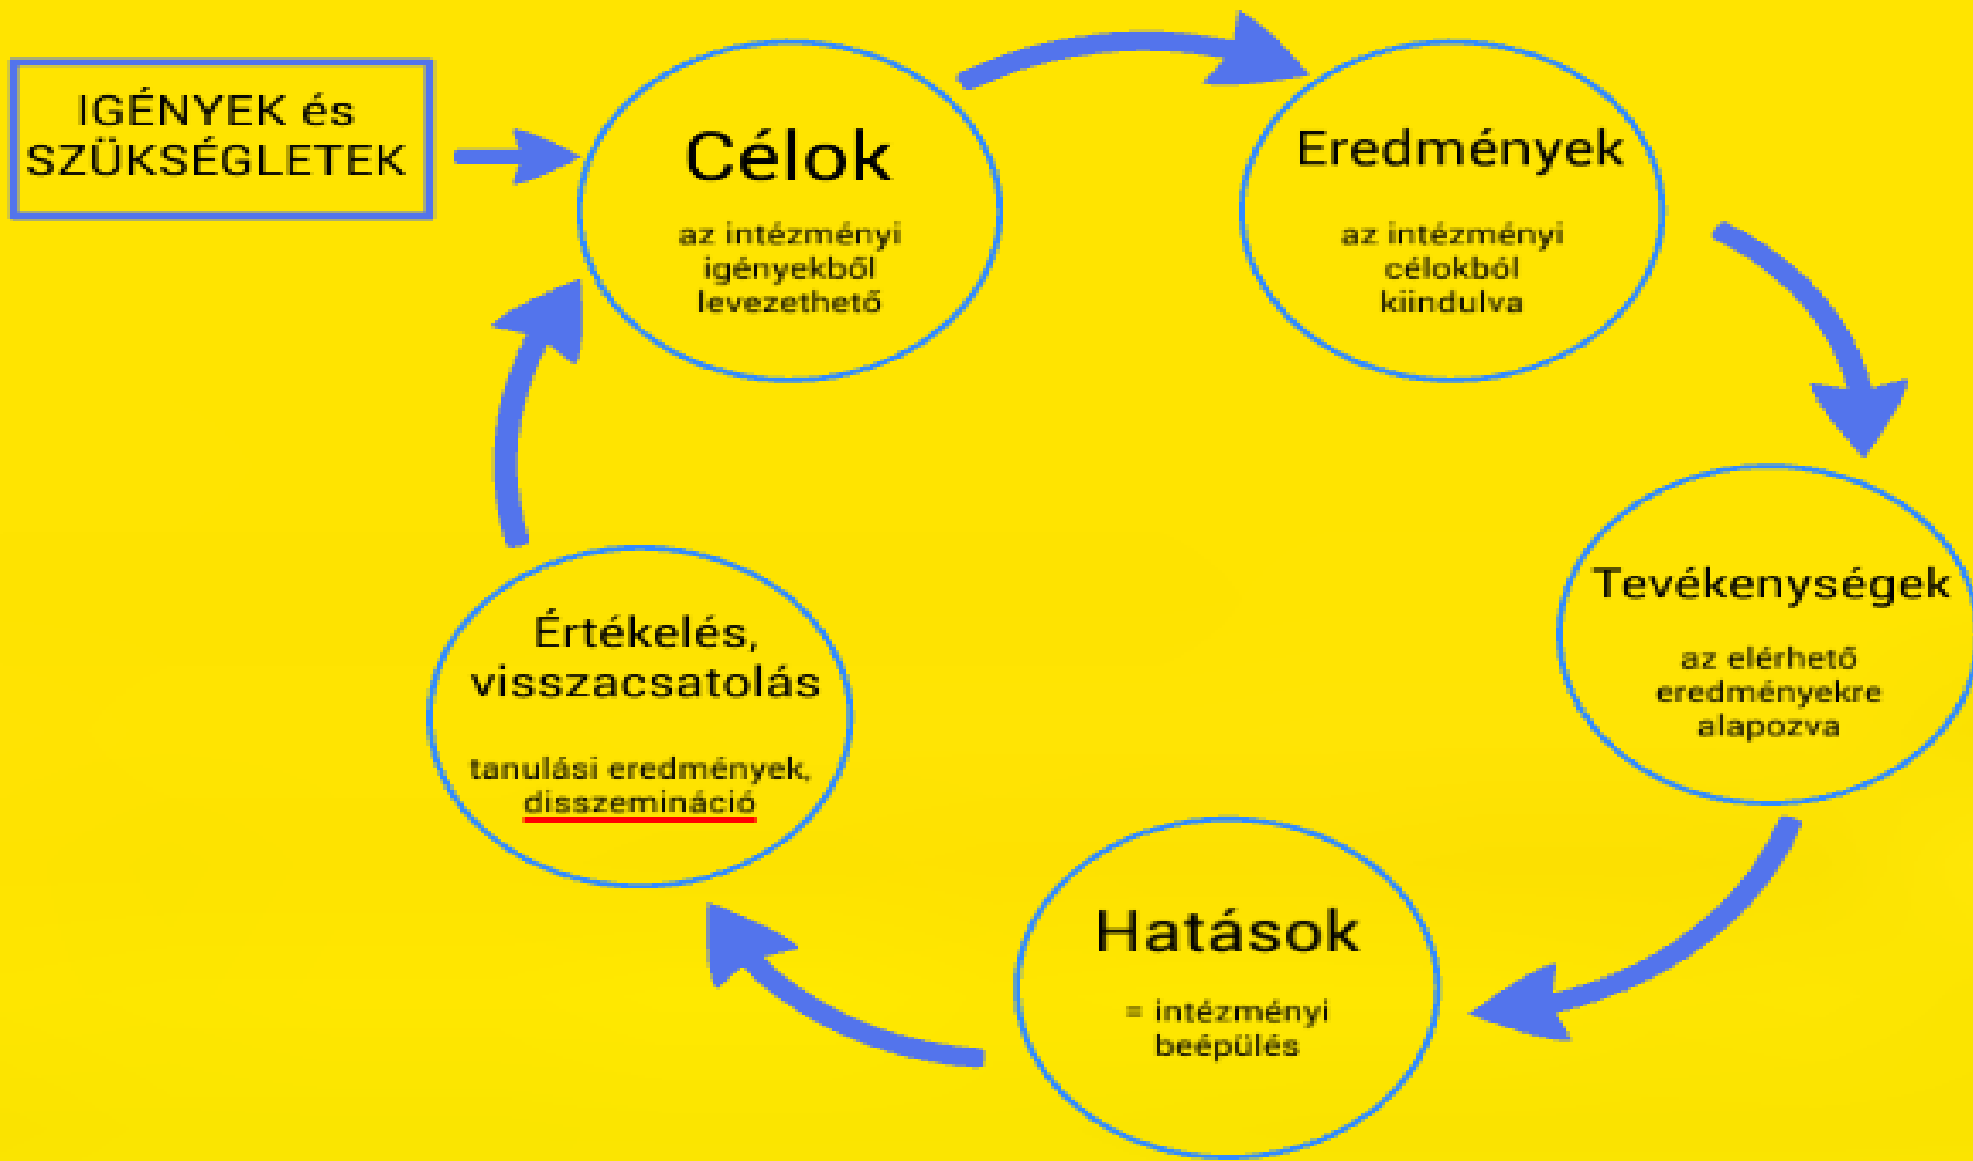 IGÉNYEK és
SZÜKSÉGLETEK
Célok
az intézményi
igényekből
levezethető
Eredmények
az intézményi
célokból
kiindulva
Tevékenységek
az elérhető
eredményekre
alapozva
Hatások
= intézményi
beépülés
Értékelés,
visszacsatolás
tanulási eredmények,
disszemináció